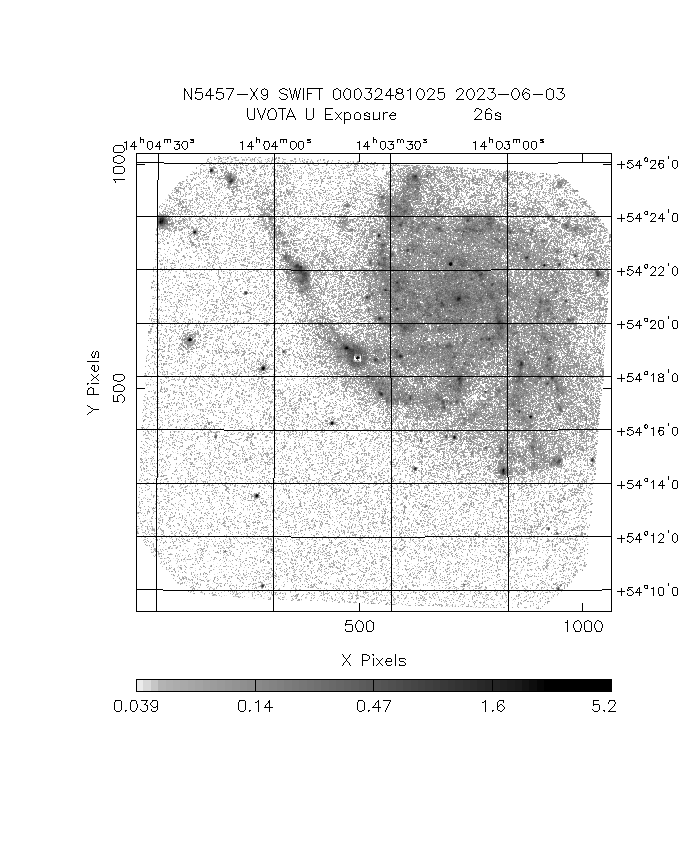 N5457-X9 SWIFT 00032481025 2023-06-03
UVOTA U Exposure 26s
14ʰ04ᵐ30ˢ 14ʰ04ᵐ00ˢ 14ʰ03ᵐ30ˢ 14ʰ03ᵐ00ˢ
1000
+54°26'0
+54°24'0
+54°22'0
+54°20'0
Y Pixels
500
+54°18'0
+54°16'0
+54°14'0
+54°12'0
+54°10'0
500 1000
X Pixels
0.039 0.14 0.47 1.6 5.2